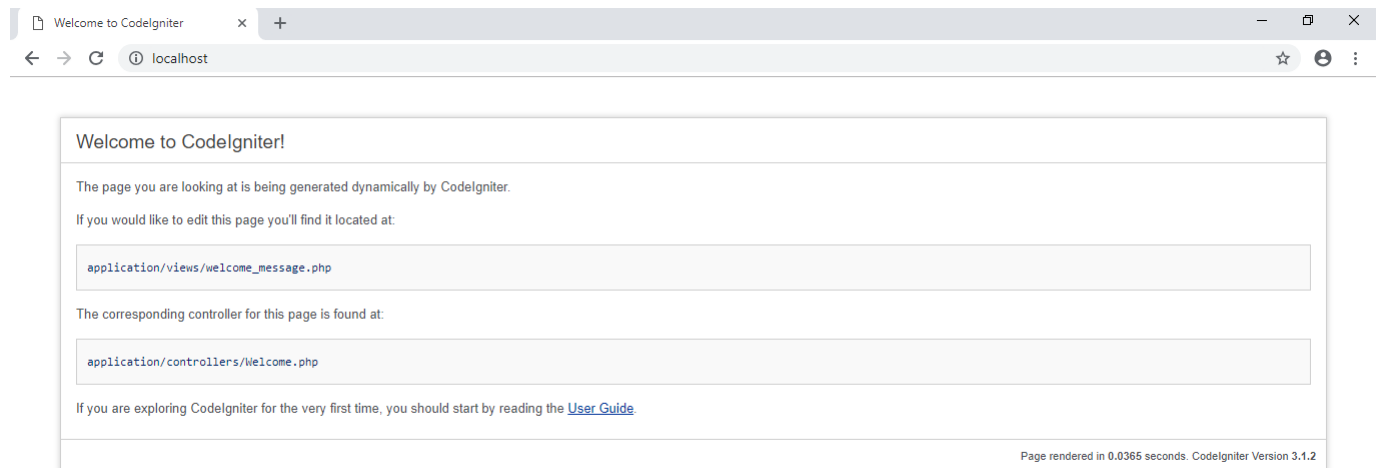 Welcome to CodeIgniter
localhost
Welcome to CodeIgniter!
The page you are looking at is being generated dynamically by CodeIgniter.
If you would like to edit this page you'll find it located at:
application/views/welcome_message.php
The corresponding controller for this page is found at:
application/controllers/Welcome.php
If you are exploring CodeIgniter for the very first time, you should start by reading the User Guide.
Page rendered in 0.0365 seconds. CodeIgniter Version 3.1.2